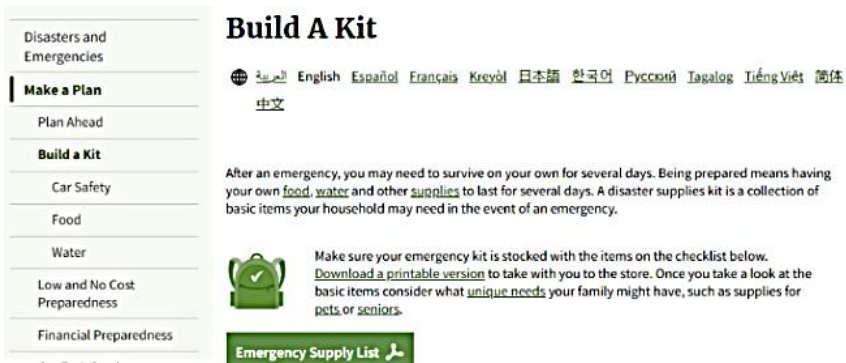 Disasters and
Emergencies
Make a Plan
Plan Ahead
Build a Kit
Car Safety
Food
Water
Low and No Cost
Preparedness
Financial Preparedness
Build A Kit
العربية English Español Français Kreyòl 日本語 한국어 Русский Tagalog Tiếng Việt 简体
中文
After an emergency, you may need to survive on your own for several days. Being prepared means having
your own food, water and other supplies to last for several days. A disaster supplies kit is a collection of
basic items your household may need in the event of an emergency.
Make sure your emergency kit is stocked with the items on the checklist below.
Download a printable version to take with you to the store. Once you take a look at the
basic items consider what unique needs your family might have, such as supplies for
pets or seniors.
Emergency Supply List